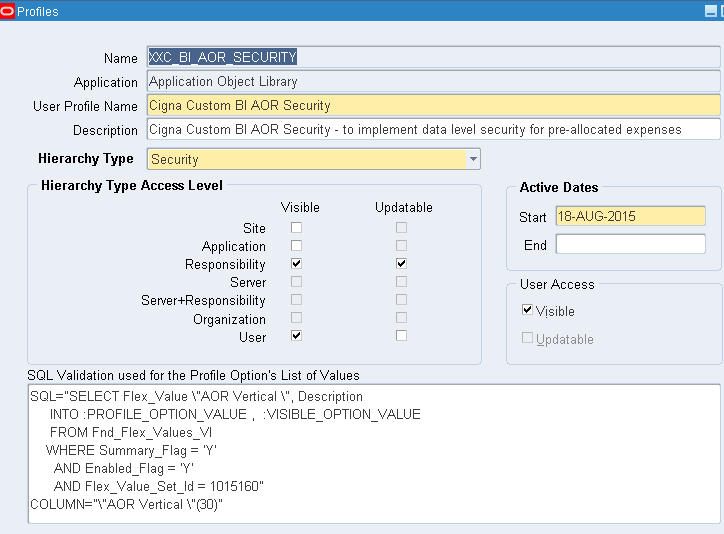 Profiles
Name XXC_BI_AOR_SECURITY
Application Application Object Library
User Profile Name Cigna Custom BI AOR Security
Description Cigna Custom BI AOR Security - to implement data level security for pre-allocated expenses
Hierarchy Type Security
Hierarchy Type Access Level
Visible Updatable
Site
Application
Responsibility
Server
Server+Responsibility
Organization
User
Active Dates
Start 18-AUG-2015
End
User Access
Visible
Updatable
SQL Validation used for the Profile Option's List of Values
SQL="SELECT Flex_Value \"AOR Vertical \", Description
INTO :PROFILE_OPTION_VALUE , :VISIBLE_OPTION_VALUE
FROM Fnd_Flex_Values_Vl
WHERE Summary_Flag = 'Y'
AND Enabled_Flag = 'Y'
AND Flex_Value_Set_Id = 1015160"
COLUMN="\"AOR Vertical \"(30)"